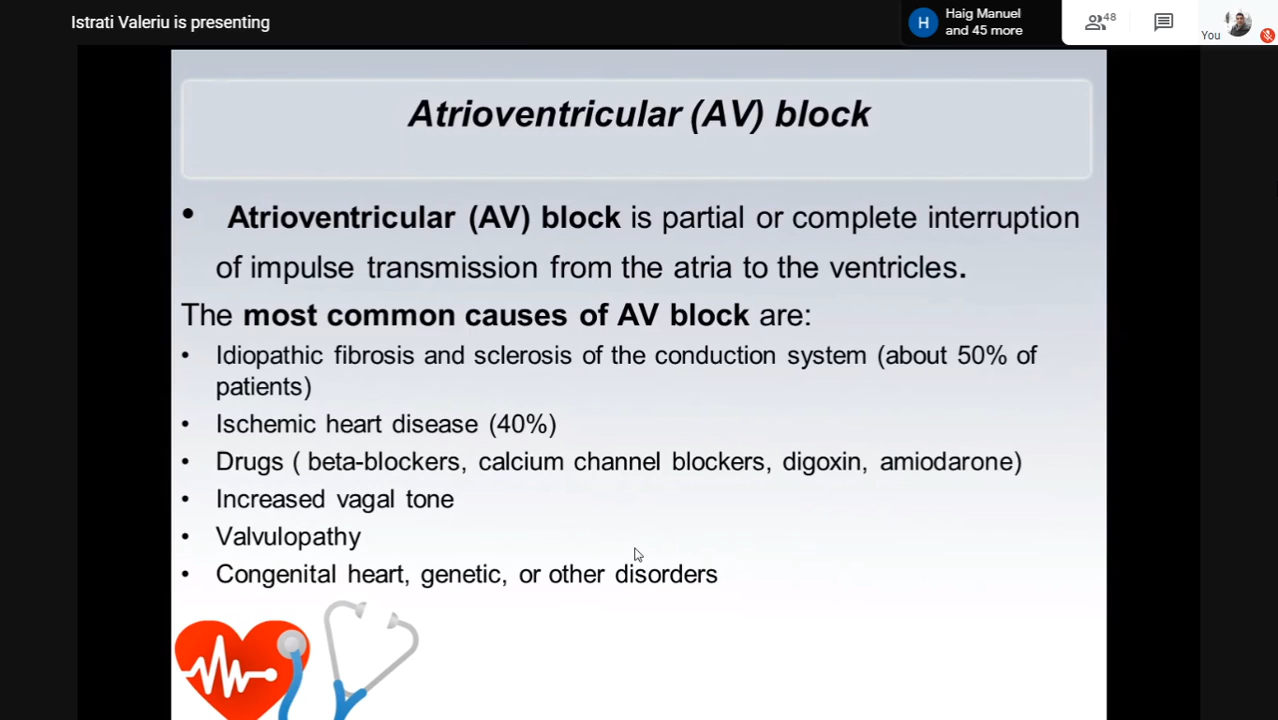 Istrati Valeriu is presenting
H
Haig Manuel
and 45 more
48
You
Atrioventricular (AV) block
• Atrioventricular (AV) block is partial or complete interruption
of impulse transmission from the atria to the ventricles.
The most common causes of AV block are:
• Idiopathic fibrosis and sclerosis of the conduction system (about 50% of
patients)
• Ischemic heart disease (40%)
• Drugs ( beta-blockers, calcium channel blockers, digoxin, amiodarone)
• Increased vagal tone
• Valvulopathy
• Congenital heart, genetic, or other disorders